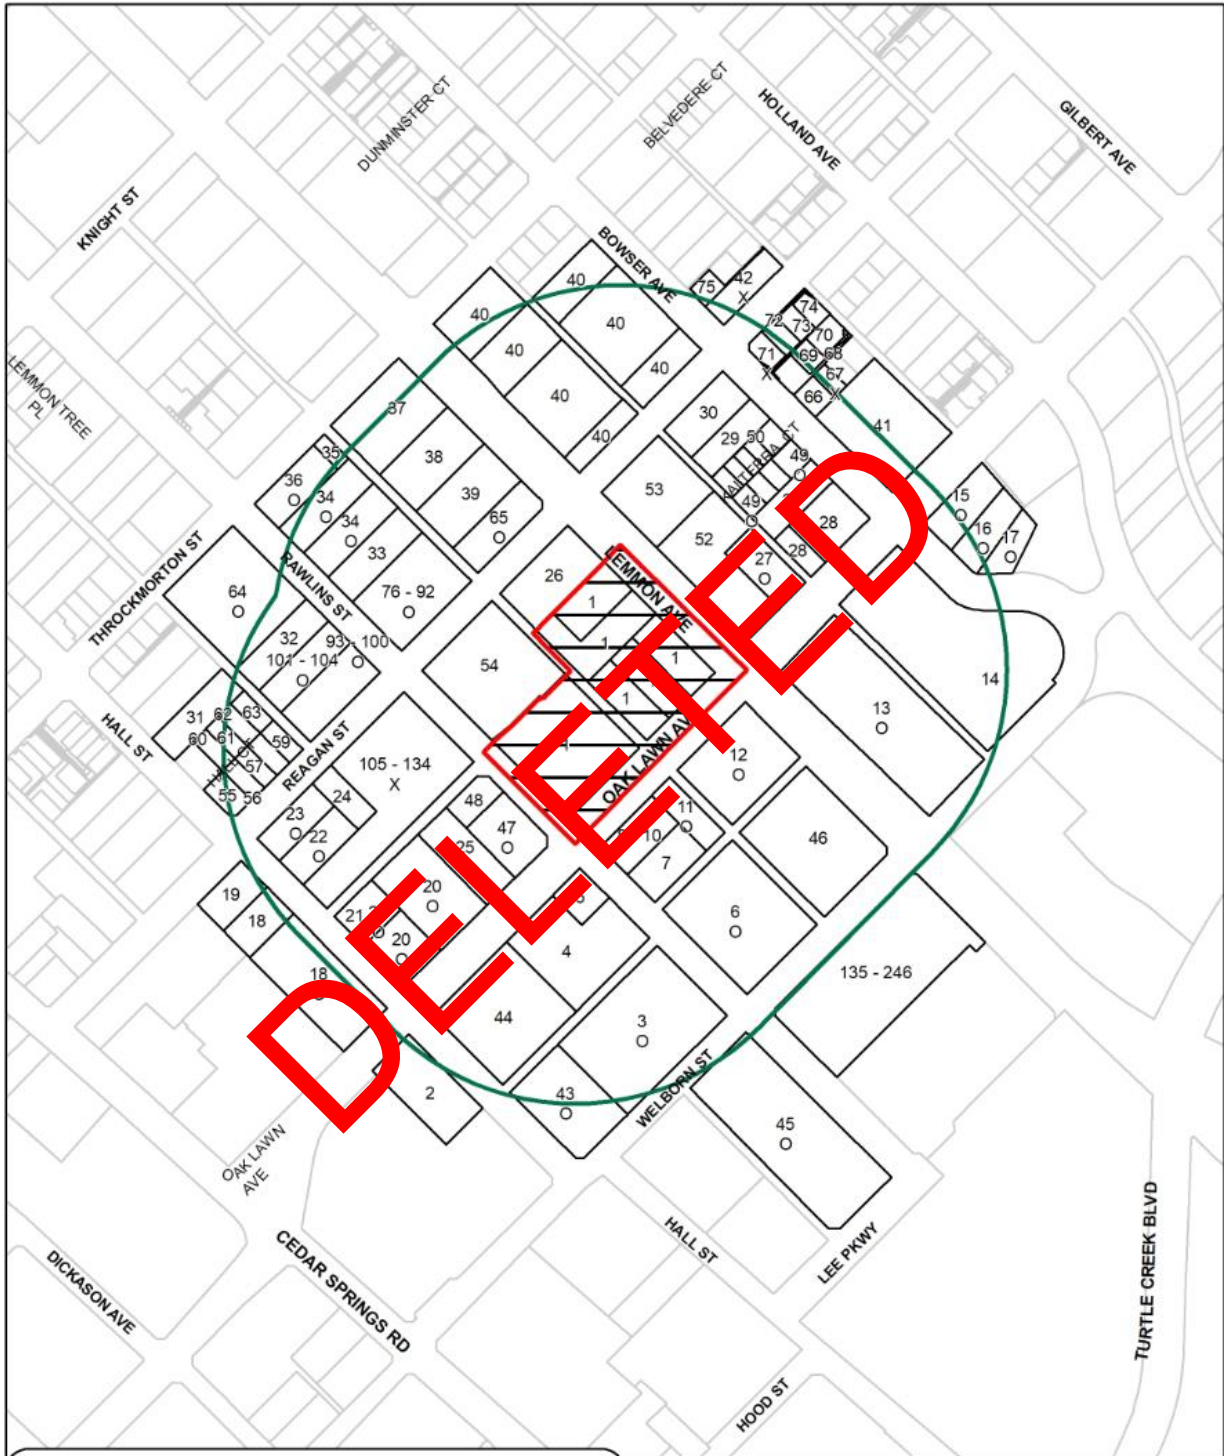 DUNMINSTER CT
BELVEDERE CT
HOLLAND AVE
GILBERT AVE
KNIGHT ST
BOWSER AVE
LEMMON TREE
PL
75
42
X
40
40
40
40
40
40
40
74
72
73
70
71
X
69
68
67
X
66
41
37
38
39
65
O
35
36
O
34
O
34
O
33
30
29
50
49
O
49
O
53
52
28
28
27
O
15
O
16
O
17
O
THROCKMORTON ST
RAWLINS ST
64
O
76 - 92
O
93 - 100
O
32
101 - 104
O
26
LEMMON AVE
1
1
1
1
54
14
13
O
12
O
OAK LAWN AV
HALL ST
REAGAN ST
31
62
63
60
61
59
57
55
56
105 - 134
X
23
O
22
O
24
48
47
O
25
11
O
10
7
46
6
O
19
18
18
21
20
O
20
O
4
44
3
O
135 - 246
2
43
O
WELBORN ST
45
O
DELETED
OAK LAWN
AVE
CEDAR SPRINGS RD
DICKASON AVE
HALL ST
LEE PKWY
HOOD ST
TURTLE CREEK BLVD